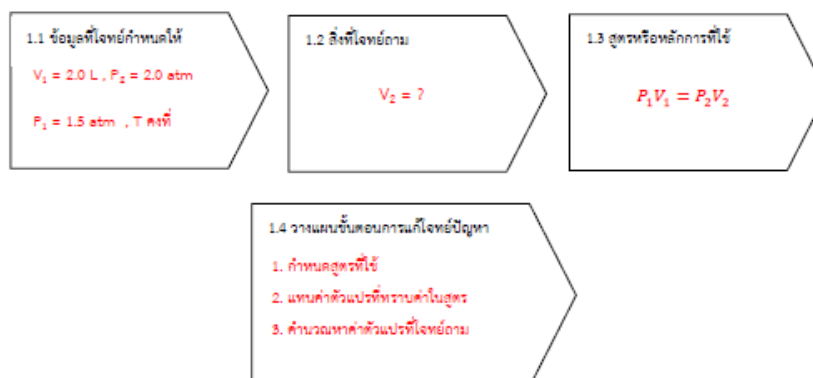 1.1 ข้อมูลที่โจทย์กำหนดให้
V₁ = 2.0 L , P₂ = 2.0 atm
P₁ = 1.5 atm , T คงที่
1.2 สิ่งที่โจทย์ถาม
V₂ = ?
1.3 สูตรหรือหลักการที่ใช้
P₁V₁ = P₂V₂
1.4 วางแผนขั้นตอนการแก้โจทย์ปัญหา
1. กำหนดสูตรที่ใช้
2. แทนค่าตัวแปรที่ทราบค่าในสูตร
3. คำนวณหาค่าตัวแปรที่โจทย์ถาม